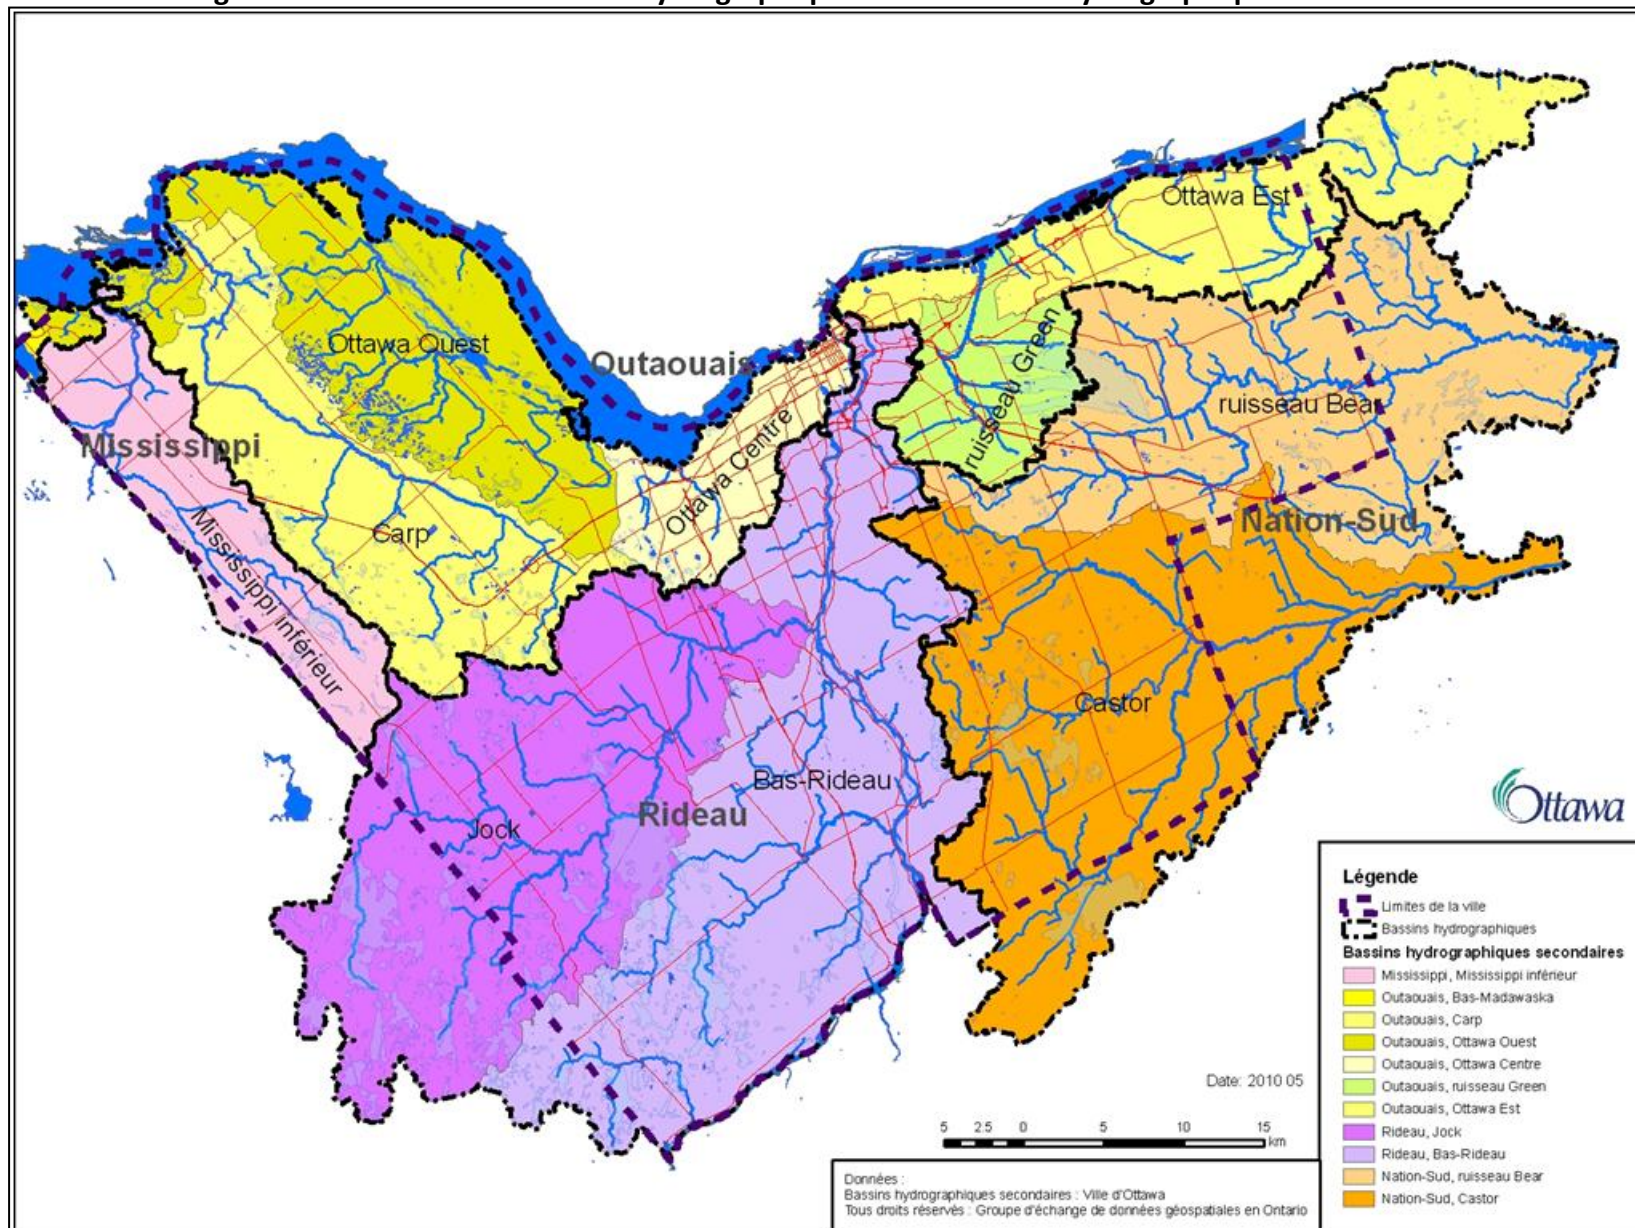 Ottawa Est
Ottawa Ouest
Outaouais
ruisseau Green
ruisseau Bear
Mississippi
Ottawa Centre
Mississippi inférieur
Carp
Nation-Sud
Castor
Bas-Rideau
Rideau
Jock
Ottawa
Légende
Limites de la ville
Bassins hydrographiques
Bassins hydrographiques secondaires
Mississippi, Mississippi inférieur
Outaouais, Bas-Madawaska
Outaouais, Carp
Outaouais, Ottawa Ouest
Outaouais, Ottawa Centre
Outaouais, ruisseau Green
Outaouais, Ottawa Est
Rideau, Jock
Rideau, Bas-Rideau
Nation-Sud, ruisseau Bear
Nation-Sud, Castor
Date: 2010 05
5 2.5 0 5 10 15
km
Données :
Bassins hydrographiques secondaires : Ville d'Ottawa
Tous droits réservés : Groupe d'échange de données géospatiales en Ontario